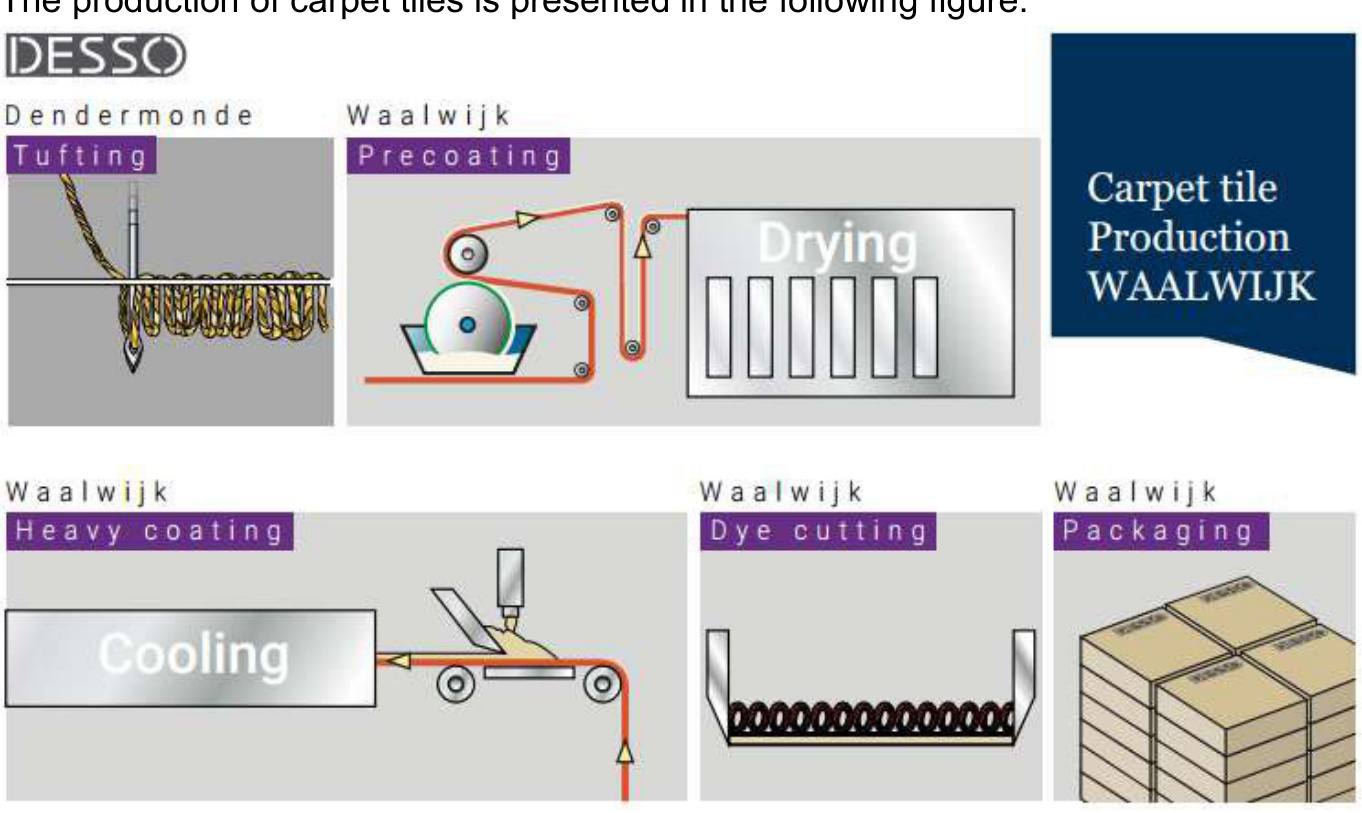 The production of carpet tiles is presented in the following figure:
DESSO
Dendermonde
Waalwijk
Tufting
Precoating
Drying
Carpet tile
Production
WAALWIJK
Waalwijk
Heavy coating
Cooling
Waalwijk
Dye cutting
Waalwijk
Packaging